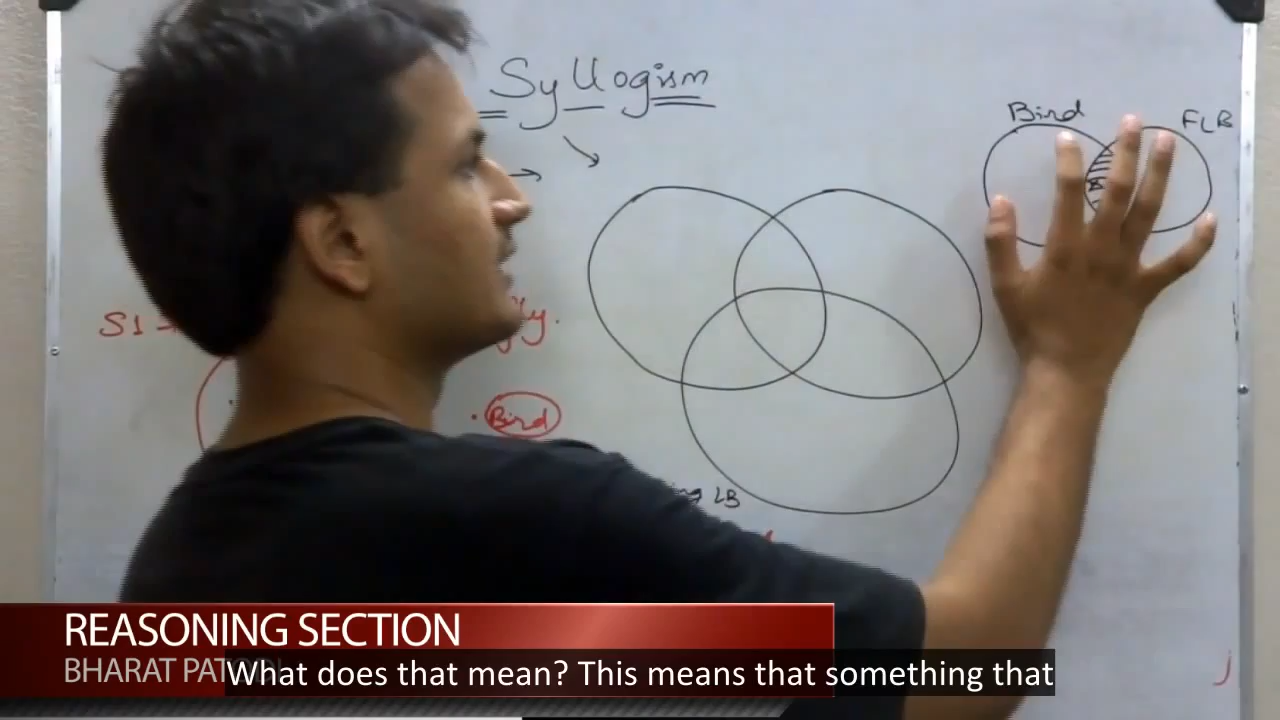 Syllogism
Bird
FLB
S1
fly.
Bird
LB
REASONING SECTION
BHARAT PAT
What does that mean? This means that something that